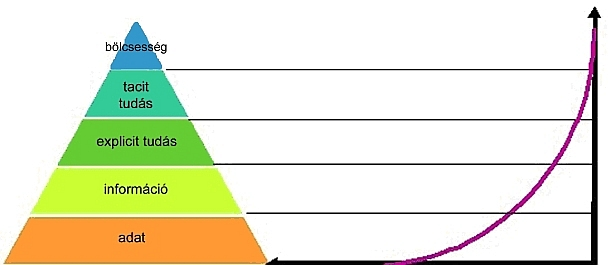 bölcsesség
tacit
tudás
explicit tudás
információ
adat